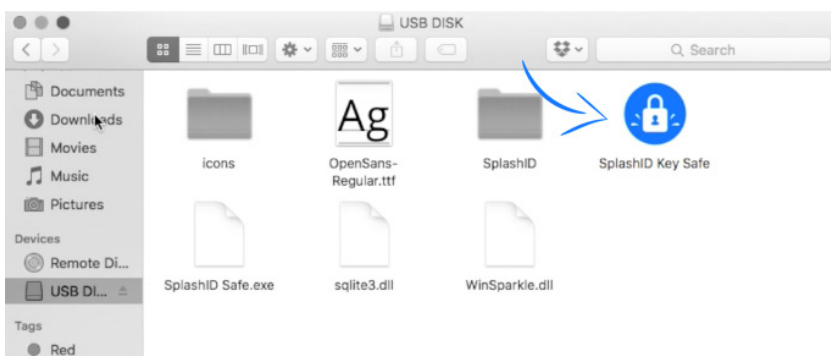 USB DISK
Search
Documents
Downloads
Movies
Music
Pictures
Devices
Remote Di...
USB DI...
Tags
Red
icons
Ag
OpenSans-
Regular.ttf
SplashID
SplashID Key Safe
SplashID Safe.exe
sqlite3.dll
WinSparkle.dll